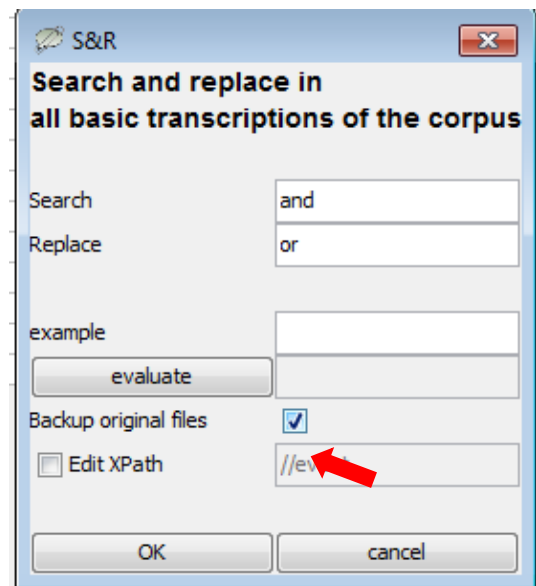 S&R
Search and replace in
all basic transcriptions of the corpus
Search and
Replace or
example
evaluate
Backup original files
Edit XPath
OK cancel